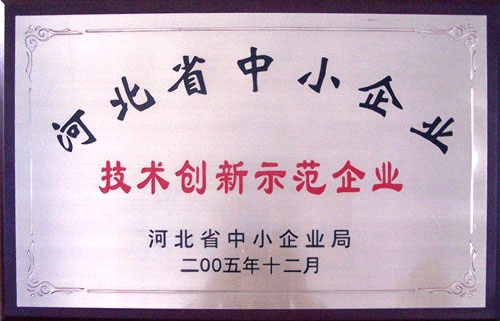 河北省中小企业
技术创新示范企业
河北省中小企业局
二00五年十二月